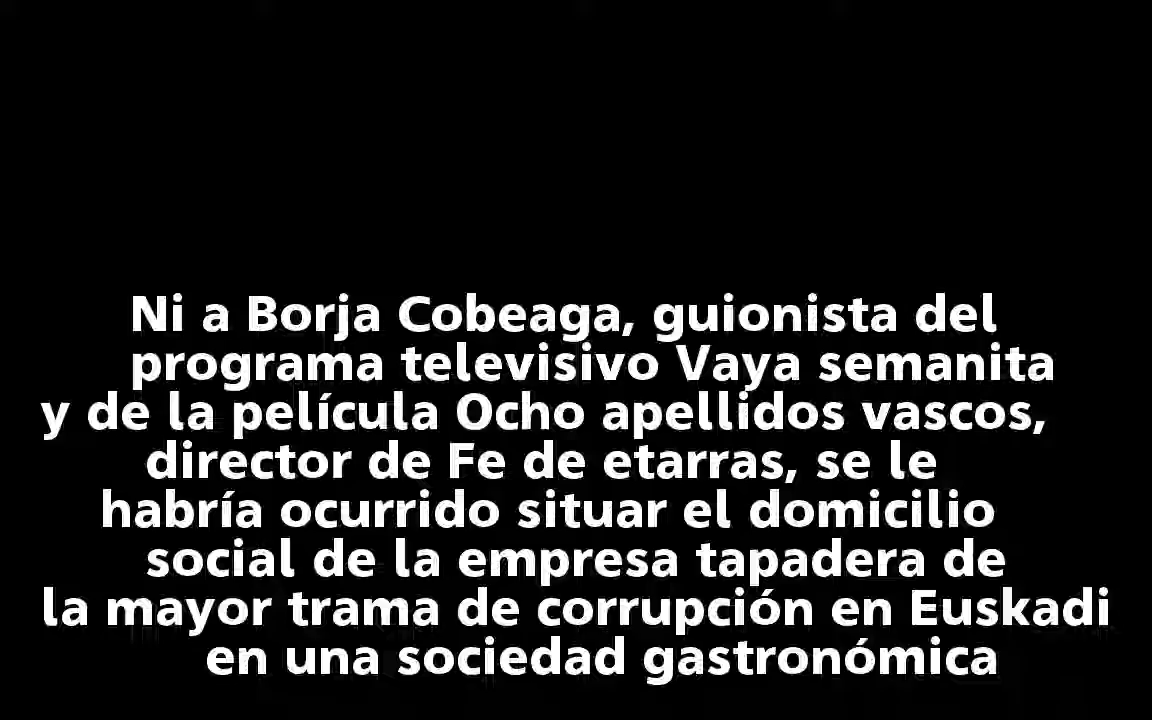 Ni a Borja Cobeaga, guionista del
programa televisivo Vaya semanita
y de la película Ocho apellidos vascos,
director de Fe de etarras, se le
habría ocurrido situar el domicilio
social de la empresa tapadera de
la mayor trama de corrupción en Euskadi
en una sociedad gastronómica